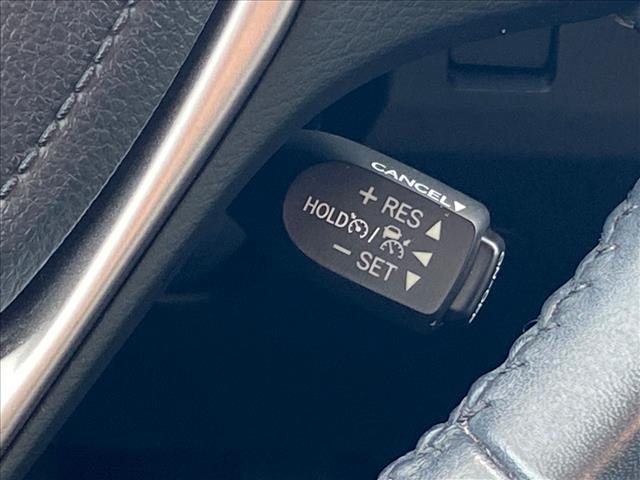 CANCEL▼
+ RES ▲
HOLD /
− SET ▼